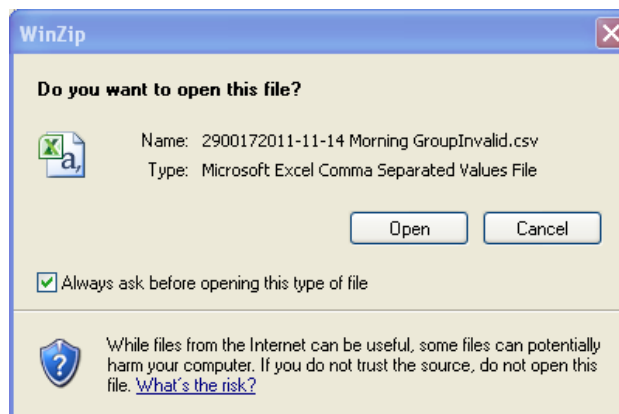 WinZip
Do you want to open this file?
Name: 2900172011-11-14 Morning GroupInvalid.csv
Type: Microsoft Excel Comma Separated Values File
Open Cancel
Always ask before opening this type of file
While files from the Internet can be useful, some files can potentially
harm your computer. If you do not trust the source, do not open this
file. What's the risk?